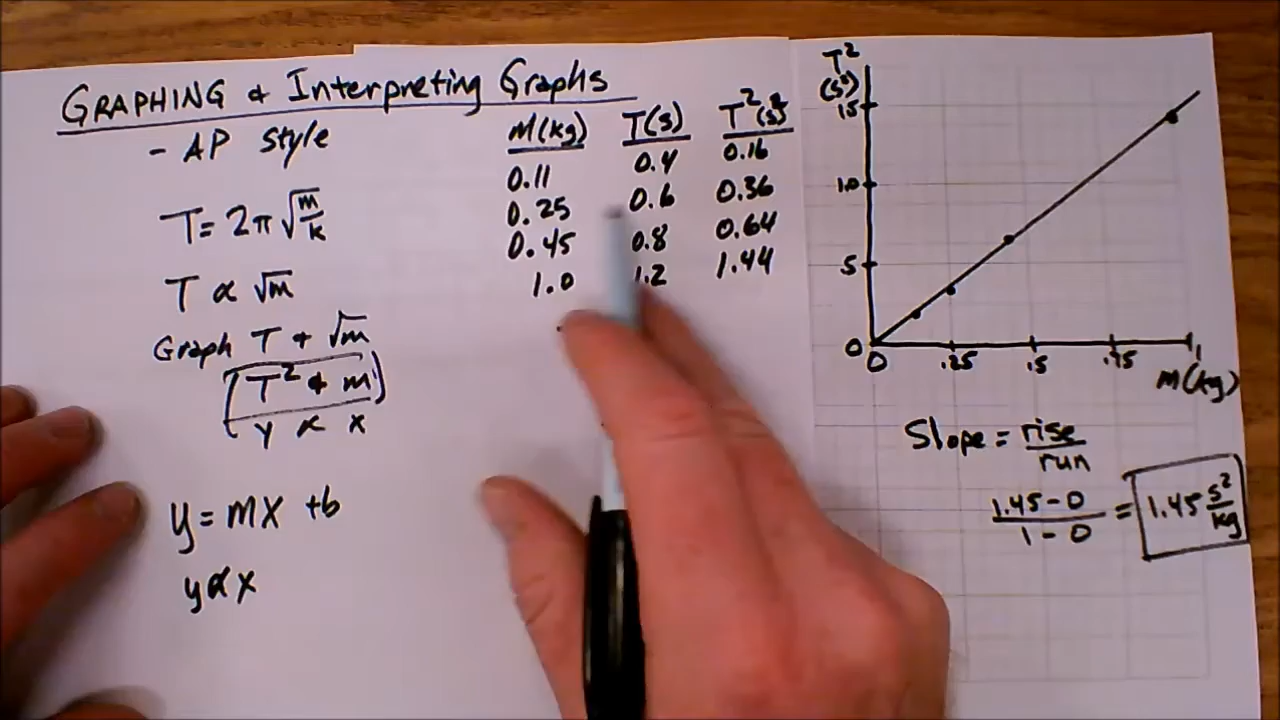 GRAPHING & Interpreting Graphs
- AP Style
T = 2π √(m/k)
T ∝ √m
Graph T & √m
(T² & m)
y ∝ x
y = mx + b
y ∝ x
M(kg) T(s) T²(s²)
0.11 0.4 0.16
0.25 0.6 0.36
0.45 0.8 0.64
1.0 1.2 1.44
T²
(s²)
15
1.0
5
0
0 .25 .5 .75 1
M(kg)
Slope = rise/run
(1.45 - 0)/(1 - 0) = 1.45 s²/kg